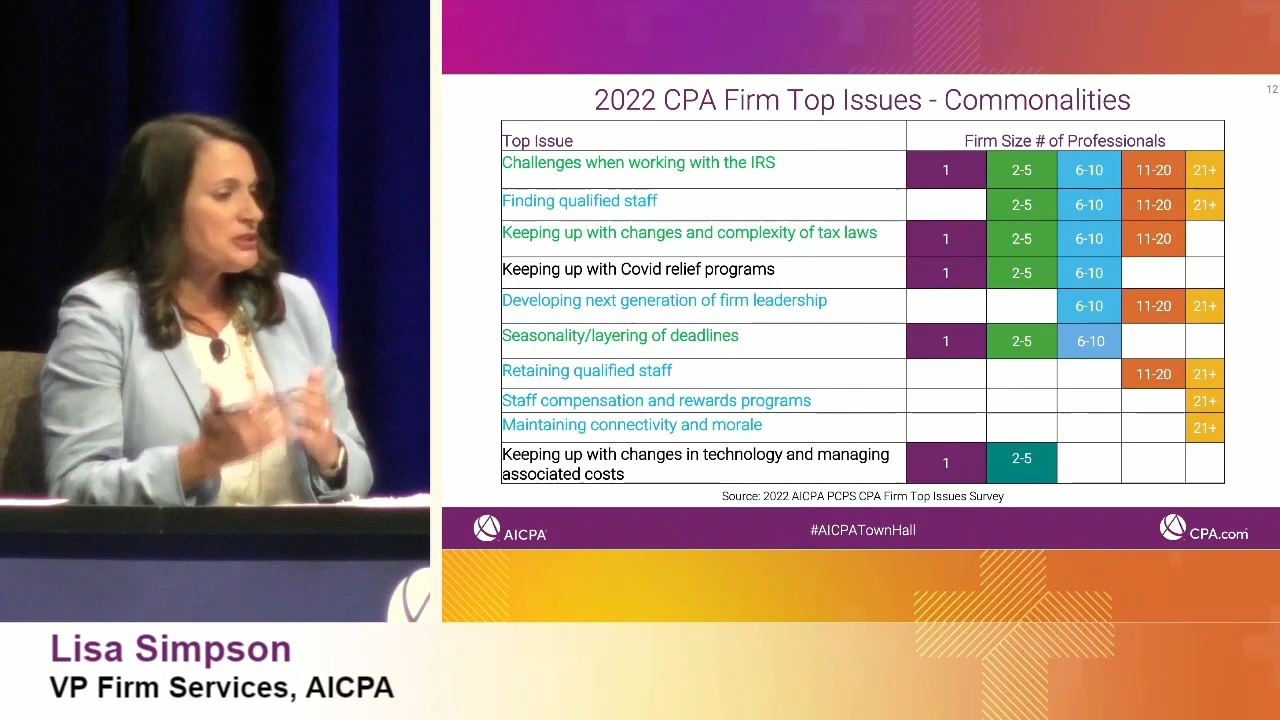 12
2022 CPA Firm Top Issues - Commonalities
Top Issue Firm Size # of Professionals
Challenges when working with the IRS 1 2-5 6-10 11-20 21+
Finding qualified staff 2-5 6-10 11-20 21+
Keeping up with changes and complexity of tax laws 1 2-5 6-10 11-20
Keeping up with Covid relief programs 1 2-5 6-10
Developing next generation of firm leadership 6-10 11-20 21+
Seasonality/layering of deadlines 1 2-5 6-10
Retaining qualified staff 11-20 21+
Staff compensation and rewards programs 21+
Maintaining connectivity and morale 21+
Keeping up with changes in technology and managing
associated costs 1 2-5
Source: 2022 AICPA PCPS CPA Firm Top Issues Survey
AICPA #AICPATownHall CPA.com
Lisa Simpson
VP Firm Services, AICPA